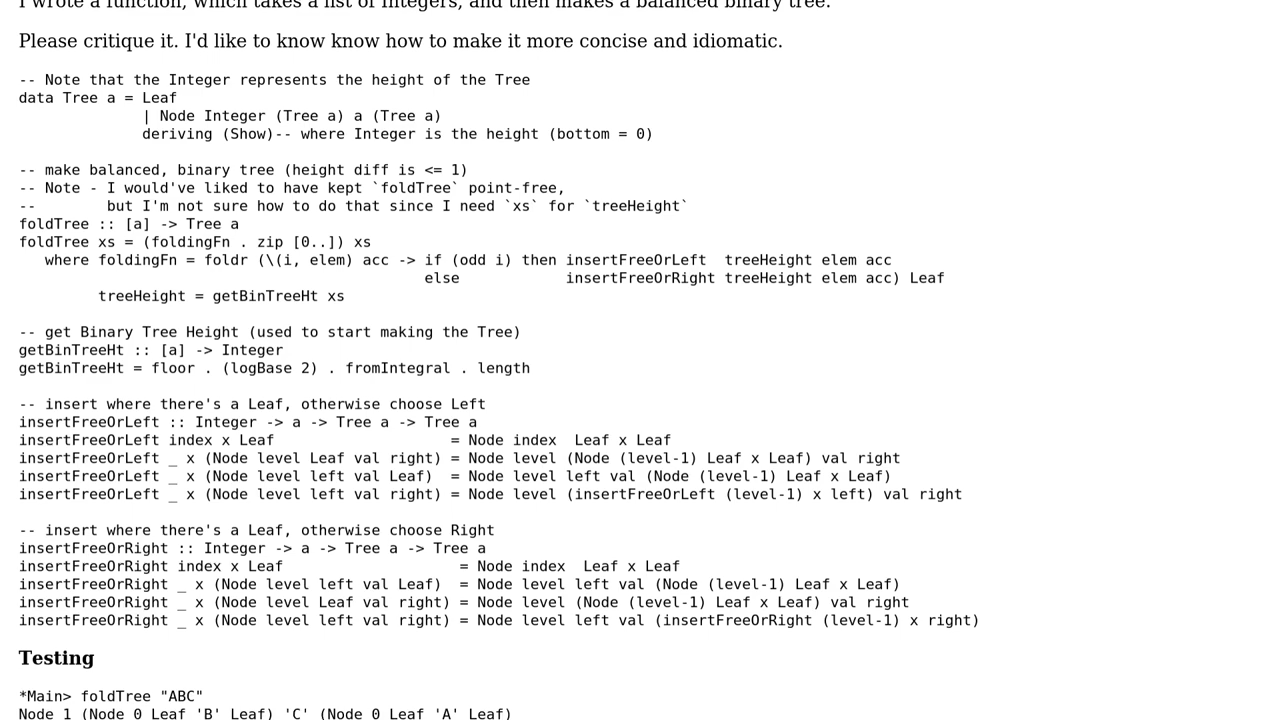 I wrote a function, which takes a list of Integers, and then makes a balanced binary tree.
Please critique it. I'd like to know know how to make it more concise and idiomatic.
-- Note that the Integer represents the height of the Tree
data Tree a = Leaf
              | Node Integer (Tree a) a (Tree a)
              deriving (Show)-- where Integer is the height (bottom = 0)
-- make balanced, binary tree (height diff is <= 1)
-- Note - I would've liked to have kept `foldTree` point-free,
--        but I'm not sure how to do that since I need `xs` for `treeHeight`
foldTree :: [a] -> Tree a
foldTree xs = (foldingFn . zip [0..]) xs
   where foldingFn = foldr (\(i, elem) acc -> if (odd i) then insertFreeOrLeft  treeHeight elem acc
                                              else            insertFreeOrRight treeHeight elem acc) Leaf
         treeHeight = getBinTreeHt xs
-- get Binary Tree Height (used to start making the Tree)
getBinTreeHt :: [a] -> Integer
getBinTreeHt = floor . (logBase 2) . fromIntegral . length
-- insert where there's a Leaf, otherwise choose Left
insertFreeOrLeft :: Integer -> a -> Tree a -> Tree a
insertFreeOrLeft index x Leaf                    = Node index  Leaf x Leaf
insertFreeOrLeft _ x (Node level Leaf val right) = Node level (Node (level-1) Leaf x Leaf) val right
insertFreeOrLeft _ x (Node level left val Leaf)  = Node level left val (Node (level-1) Leaf x Leaf)
insertFreeOrLeft _ x (Node level left val right) = Node level (insertFreeOrLeft (level-1) x left) val right
-- insert where there's a Leaf, otherwise choose Right
insertFreeOrRight :: Integer -> a -> Tree a -> Tree a
insertFreeOrRight index x Leaf                    = Node index  Leaf x Leaf
insertFreeOrRight _ x (Node level left val Leaf)  = Node level left val (Node (level-1) Leaf x Leaf)
insertFreeOrRight _ x (Node level Leaf val right) = Node level (Node (level-1) Leaf x Leaf) val right
insertFreeOrRight _ x (Node level left val right) = Node level left val (insertFreeOrRight (level-1) x right)
Testing
*Main> foldTree "ABC"
Node 1 (Node 0 Leaf 'B' Leaf) 'C' (Node 0 Leaf 'A' Leaf)